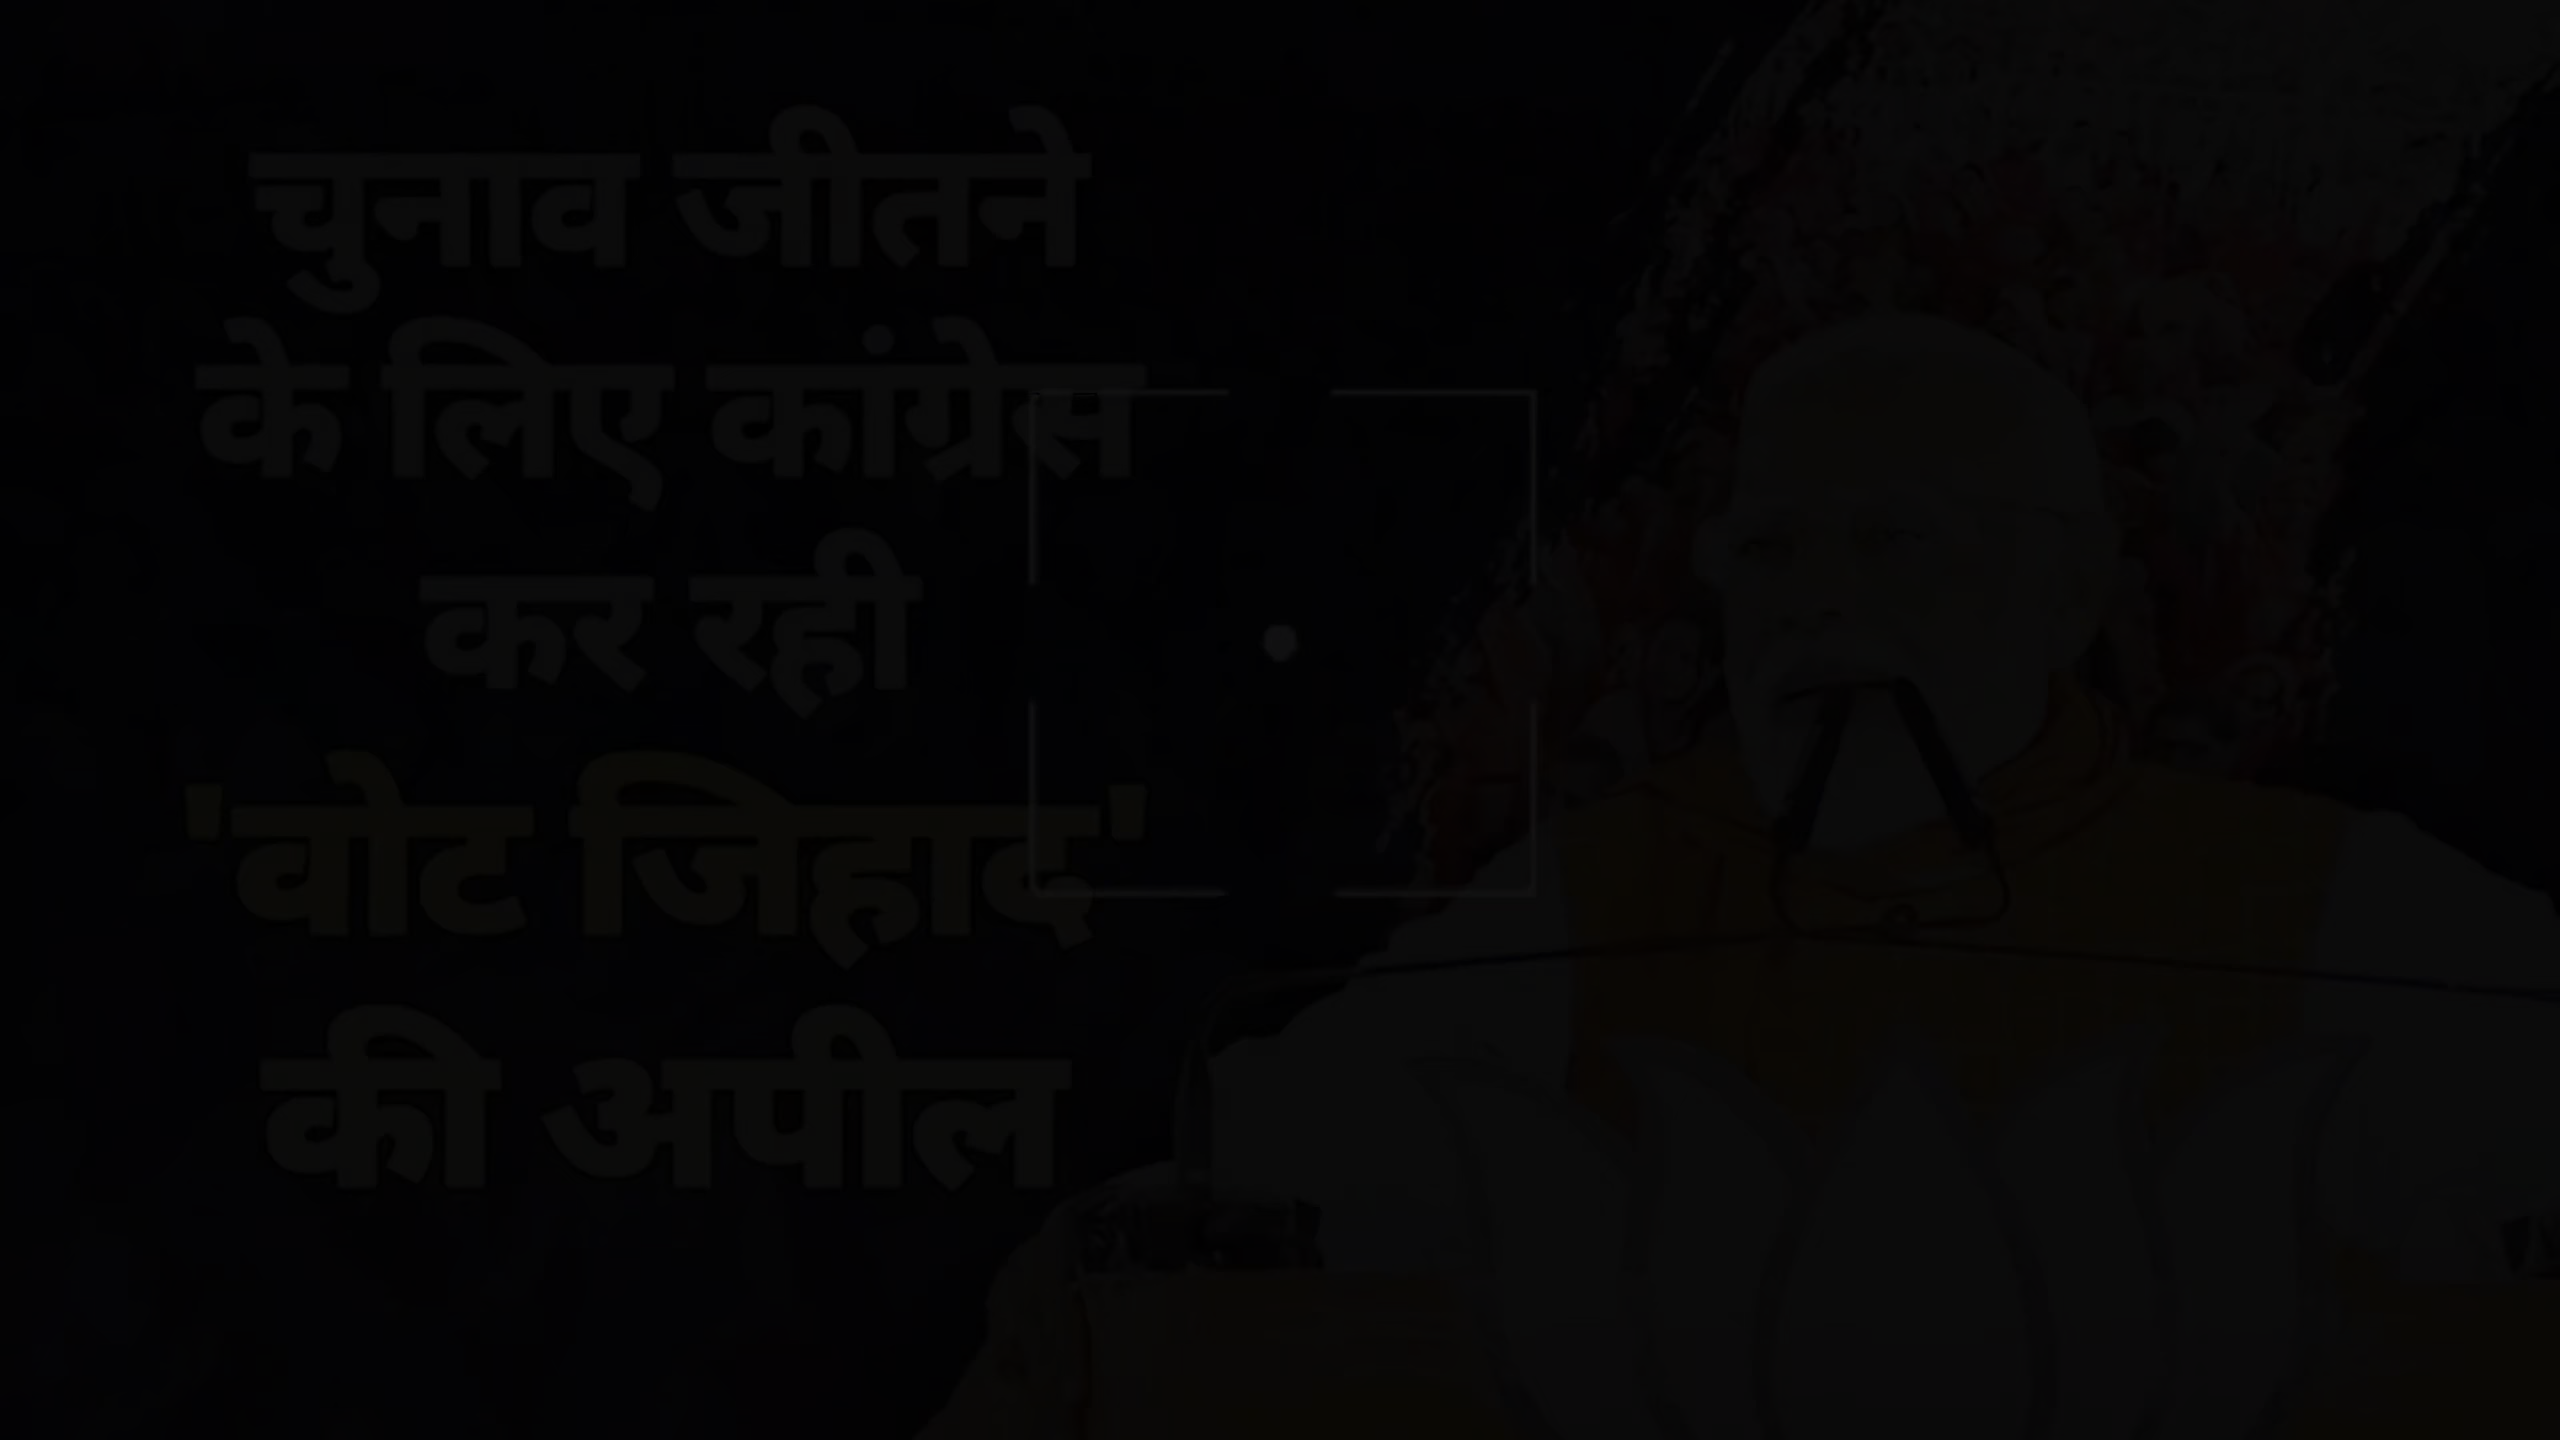 चुनाव जीतने
के लिए कांग्रेस
कर रही
'वोट जिहाद'
की अपील